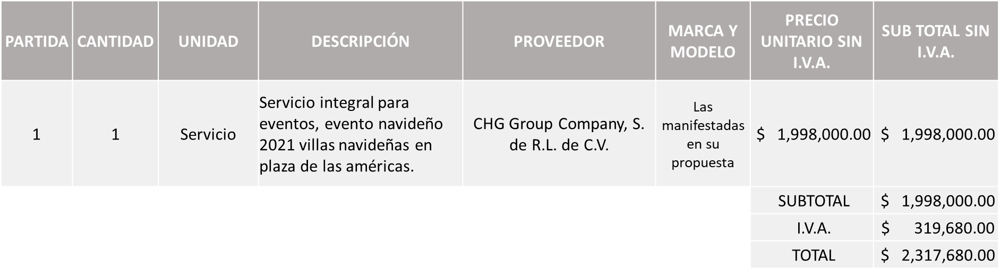 PARTIDA
CANTIDAD
UNIDAD
DESCRIPCIÓN
PROVEEDOR
MARCA Y
MODELO
PRECIO
UNITARIO SIN
I.V.A.
SUB TOTAL SIN
I.V.A.
1
1
Servicio
Servicio integral para
eventos, evento navideño
2021 villas navideñas en
plaza de las américas.
CHG Group Company, S.
de R.L. de C.V.
Las
manifestadas
en su
propuesta
$ 1,998,000.00
$ 1,998,000.00
SUBTOTAL
$ 1,998,000.00
I.V.A.
$ 319,680.00
TOTAL
$ 2,317,680.00